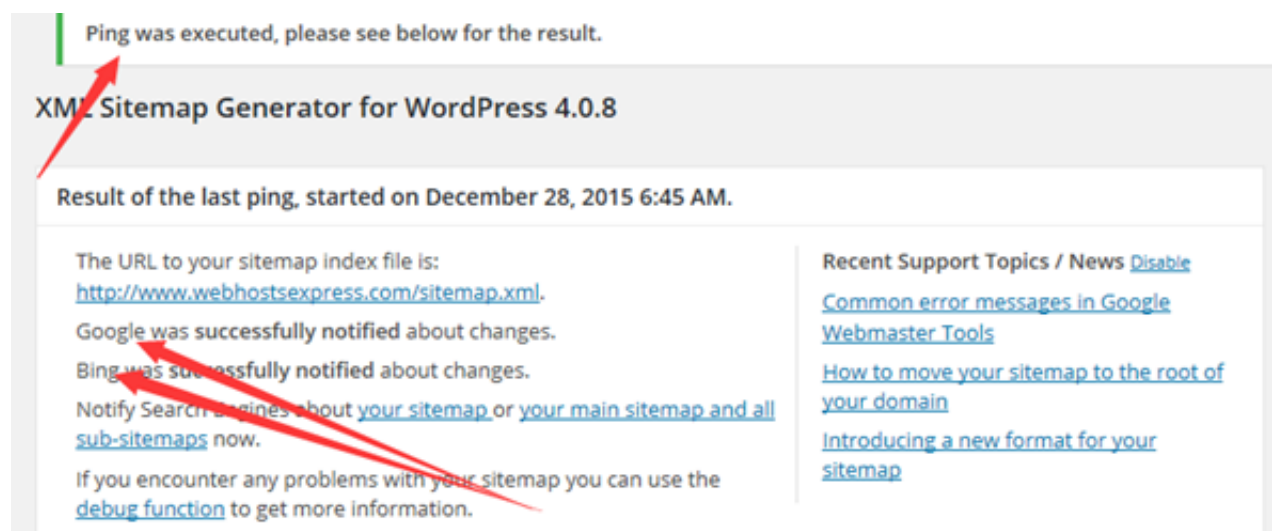 Ping was executed, please see below for the result.
XML Sitemap Generator for WordPress 4.0.8
Result of the last ping, started on December 28, 2015 6:45 AM.
The URL to your sitemap index file is:
http://www.webhostsexpress.com/sitemap.xml.
Google was successfully notified about changes.
Bing was successfully notified about changes.
Notify Search Engines about your sitemap or your main sitemap and all
sub-sitemaps now.
If you encounter any problems with your sitemap you can use the
debug function to get more information.
Recent Support Topics / News Disable
Common error messages in Google
Webmaster Tools
How to move your sitemap to the root of
your domain
Introducing a new format for your
sitemap